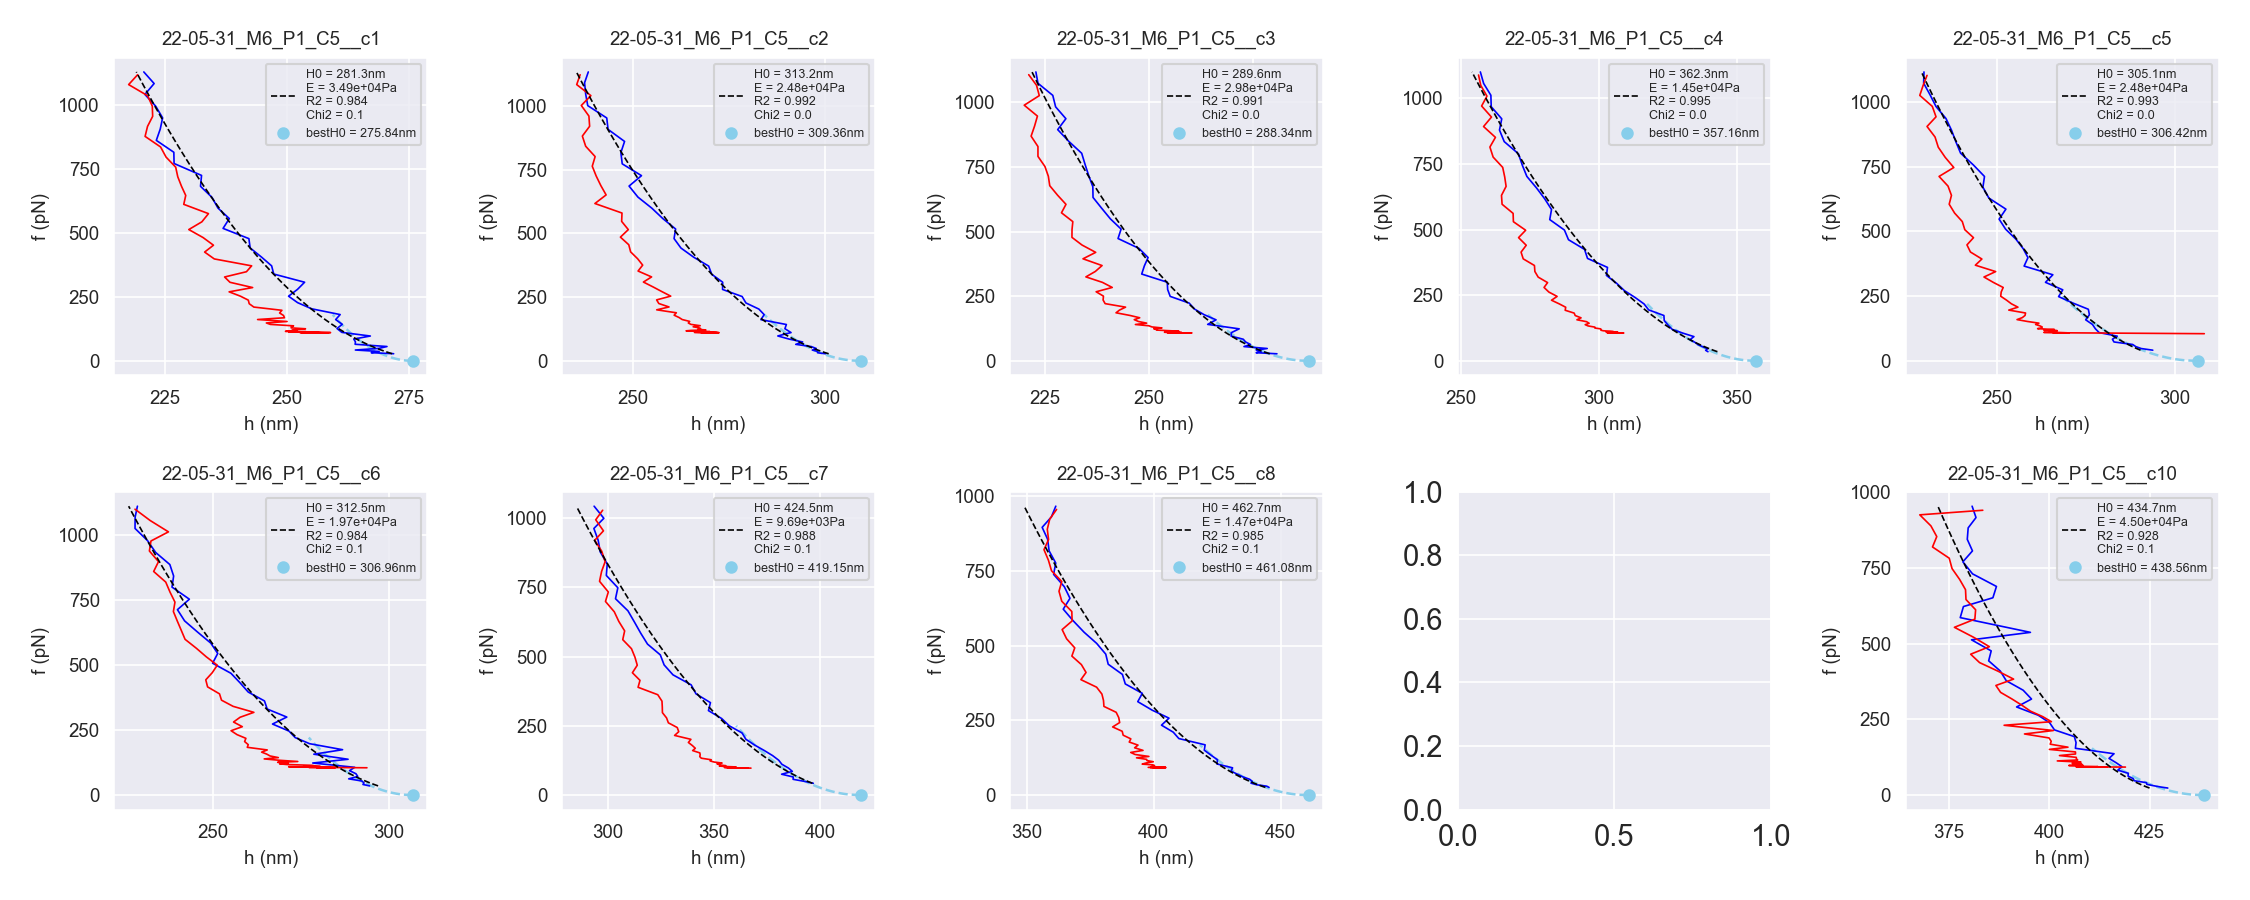 22-05-31_M6_P1_C5__c1
H0 = 281.3nm
E = 3.49e+04Pa
R2 = 0.984
Chi2 = 0.1
bestH0 = 275.84nm
1000
750
500
250
0
f (pN)
225
250
275
h (nm)
22-05-31_M6_P1_C5__c2
H0 = 313.2nm
E = 2.48e+04Pa
R2 = 0.992
Chi2 = 0.0
bestH0 = 309.36nm
1000
750
500
250
0
f (pN)
250
300
h (nm)
22-05-31_M6_P1_C5__c3
H0 = 289.6nm
E = 2.98e+04Pa
R2 = 0.991
Chi2 = 0.0
bestH0 = 288.34nm
1000
750
500
250
0
f (pN)
225
250
275
h (nm)
22-05-31_M6_P1_C5__c4
H0 = 362.3nm
E = 1.45e+04Pa
R2 = 0.995
Chi2 = 0.0
bestH0 = 357.16nm
1000
750
500
250
0
f (pN)
250
300
350
h (nm)
22-05-31_M6_P1_C5__c5
H0 = 305.1nm
E = 2.48e+04Pa
R2 = 0.993
Chi2 = 0.0
bestH0 = 306.42nm
1000
750
500
250
0
f (pN)
250
300
h (nm)
22-05-31_M6_P1_C5__c6
H0 = 312.5nm
E = 1.97e+04Pa
R2 = 0.984
Chi2 = 0.1
bestH0 = 306.96nm
1000
750
500
250
0
f (pN)
250
300
h (nm)
22-05-31_M6_P1_C5__c7
H0 = 424.5nm
E = 9.69e+03Pa
R2 = 0.988
Chi2 = 0.1
bestH0 = 419.15nm
1000
750
500
250
0
f (pN)
300
350
400
h (nm)
22-05-31_M6_P1_C5__c8
H0 = 462.7nm
E = 1.47e+04Pa
R2 = 0.985
Chi2 = 0.1
bestH0 = 461.08nm
1000
750
500
250
0
f (pN)
350
400
450
h (nm)
1.0
0.8
0.6
0.4
0.2
0.0
0.0
0.5
1.0
22-05-31_M6_P1_C5__c10
H0 = 434.7nm
E = 4.50e+04Pa
R2 = 0.928
Chi2 = 0.1
bestH0 = 438.56nm
1000
750
500
250
0
f (pN)
375
400
425
h (nm)